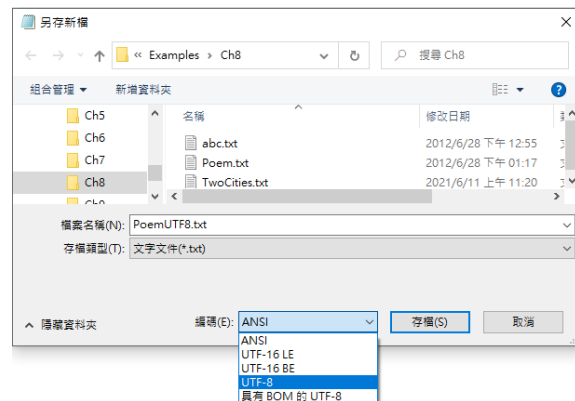 另存新檔
« Examples › Ch8
搜尋 Ch8
組合管理 新增資料夾
Ch5
Ch6
Ch7
Ch8
名稱 修改日期
abc.txt 2012/6/28 下午 12:55
Poem.txt 2012/6/28 下午 01:17
TwoCities.txt 2021/6/11 上午 11:20
檔案名稱(N): PoemUTF8.txt
存檔類型(T): 文字文件(*.txt)
隱藏資料夾 編碼(E): ANSI 存檔(S) 取消
ANSI
UTF-16 LE
UTF-16 BE
UTF-8
具有 BOM 的 UTF-8